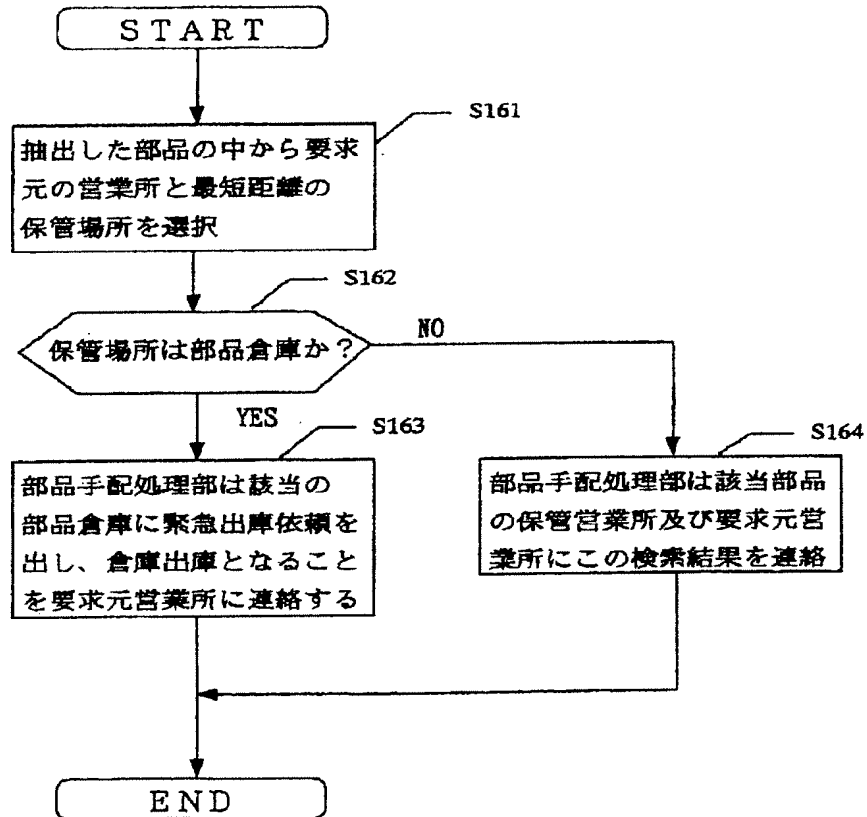 START
S161
抽出した部品の中から要求
元の営業所と最短距離の
保管場所を選択
S162
保管場所は部品倉庫か？
NO
YES
S163
部品手配処理部は該当の
部品倉庫に緊急出庫依頼を
出し、倉庫出庫となること
を要求元営業所に連絡する
S164
部品手配処理部は該当部品
の保管営業所及び要求元営
業所にこの検索結果を連絡
END